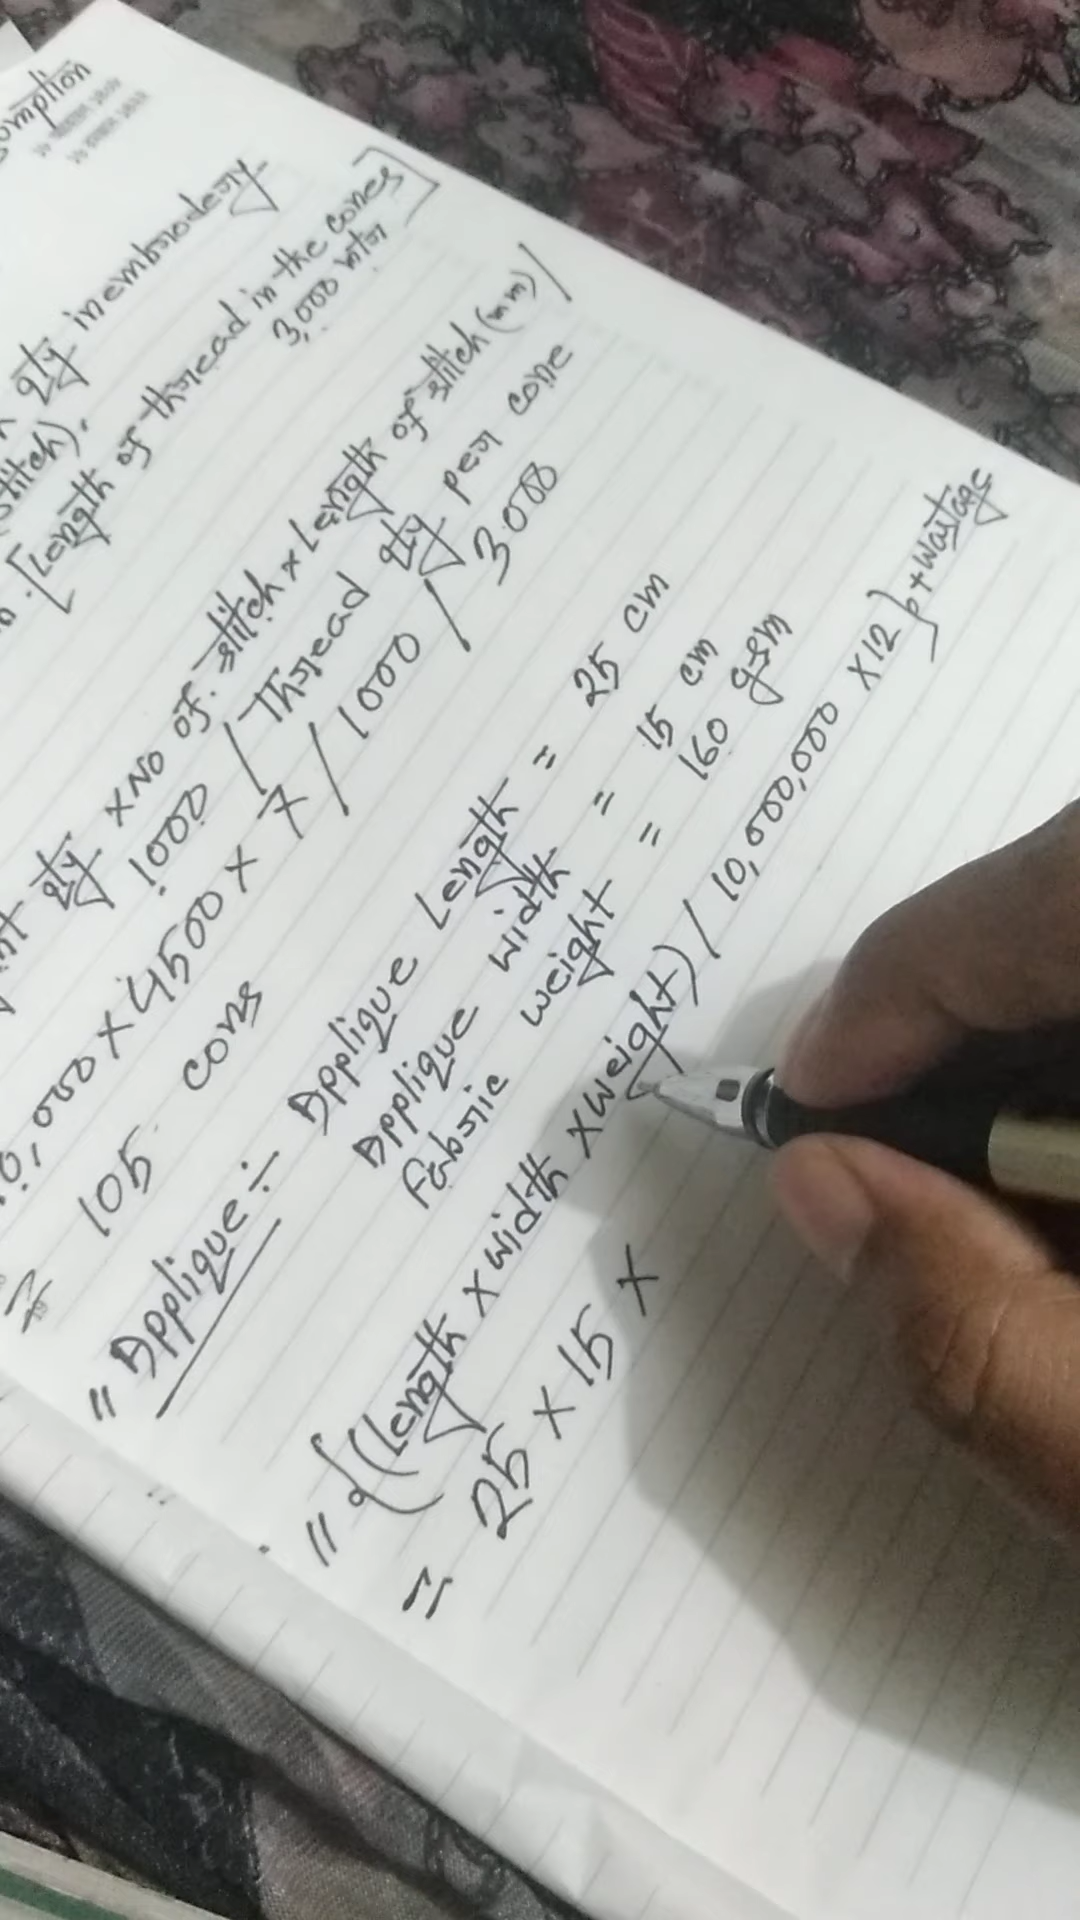 qty in embroidery
stitch).
[Length of thread in the cones]
3,000 mtr
qty x No of stitch x Length of stitch (mm) /
1000 / Thread qty per cone
000 x 4500 x 7 / 1000 / 3000
= 105 cons
" Applique :- Applique Length = 25 cm
Applique width = 15 cm
Fabric weight = 160 gsm
" {(Length x width x weight) / 10,000,000 x 12 } + wastage
= 25 x 15 x